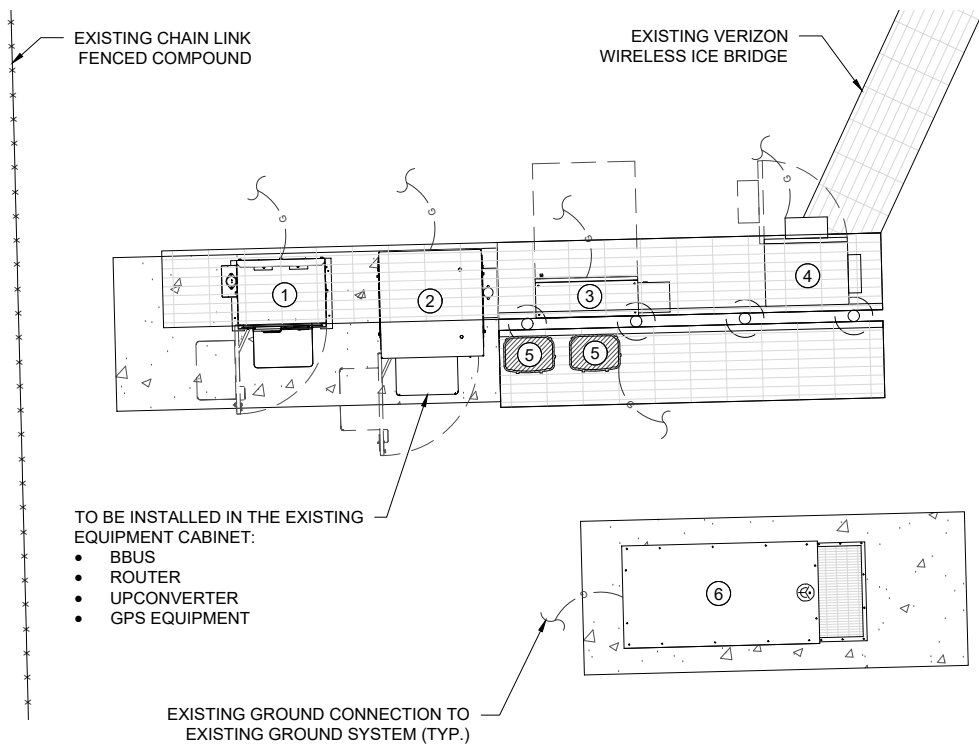 EXISTING CHAIN LINK
FENCED COMPOUND
EXISTING VERIZON
WIRELESS ICE BRIDGE
G
G
G
G
1
2
3
4
5
5
G
TO BE INSTALLED IN THE EXISTING
EQUIPMENT CABINET:
• BBUS
• ROUTER
• UPCONVERTER
• GPS EQUIPMENT
6
G
EXISTING GROUND CONNECTION TO
EXISTING GROUND SYSTEM (TYP.)